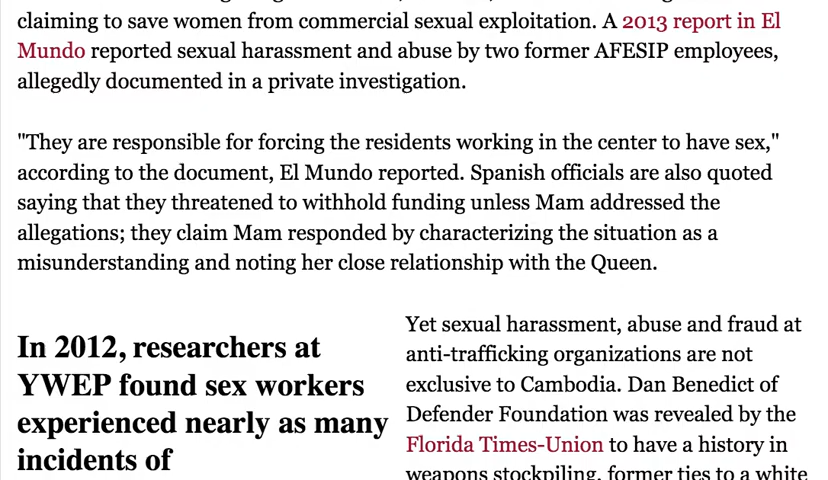 claiming to save women from commercial sexual exploitation. A 2013 report in El
Mundo reported sexual harassment and abuse by two former AFESIP employees,
allegedly documented in a private investigation.
"They are responsible for forcing the residents working in the center to have sex,"
according to the document, El Mundo reported. Spanish officials are also quoted
saying that they threatened to withhold funding unless Mam addressed the
allegations; they claim Mam responded by characterizing the situation as a
misunderstanding and noting her close relationship with the Queen.
In 2012, researchers at
YWEP found sex workers
experienced nearly as many
incidents of
Yet sexual harassment, abuse and fraud at
anti-trafficking organizations are not
exclusive to Cambodia. Dan Benedict of
Defender Foundation was revealed by the
Florida Times-Union to have a history in
weapons stockpiling, former ties to a white